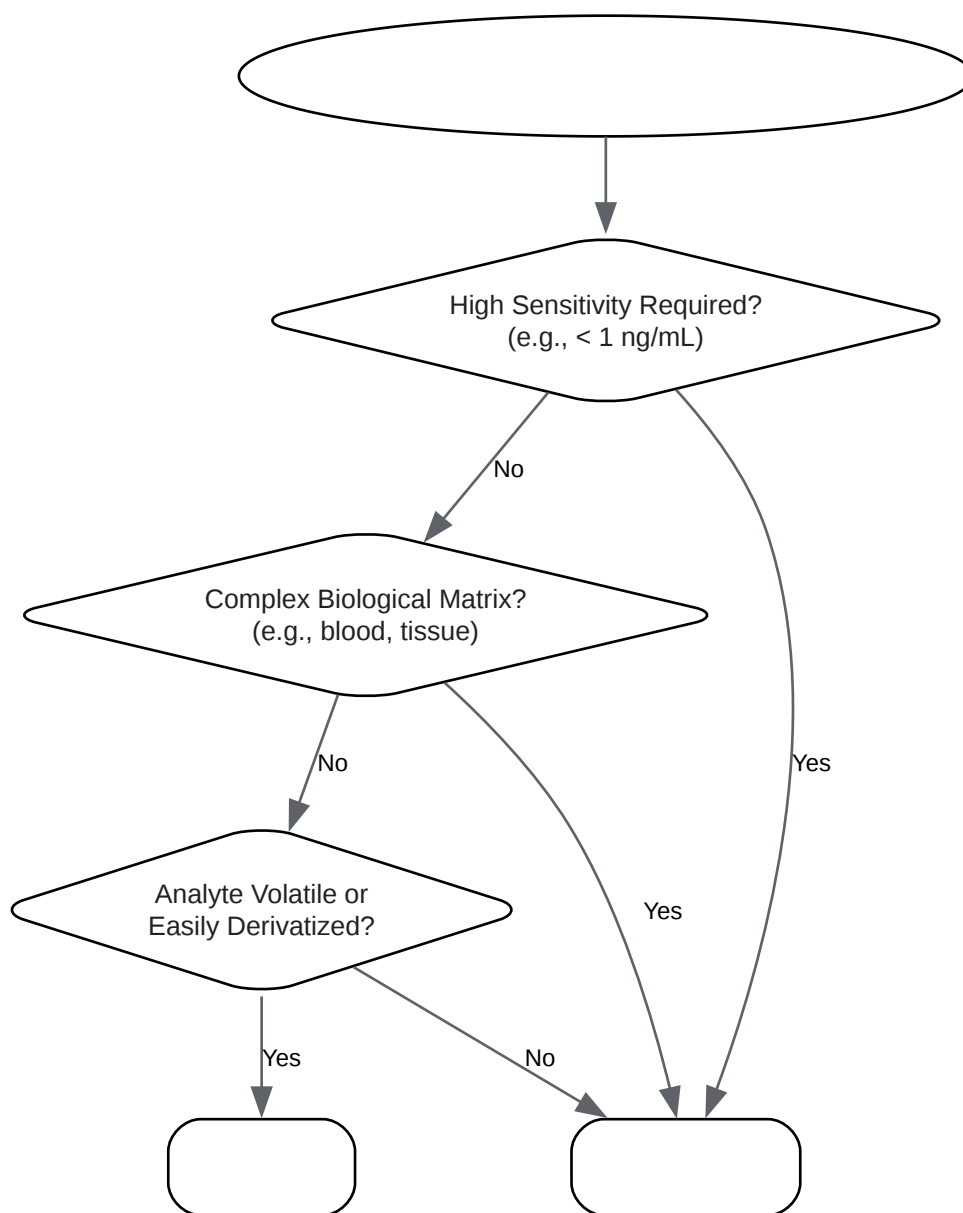 High Sensitivity Required?
(e.g., < 1 ng/mL)
No
Complex Biological Matrix?
(e.g., blood, tissue)
No
Yes
Analyte Volatile or
Easily Derivatized?
Yes
Yes
No